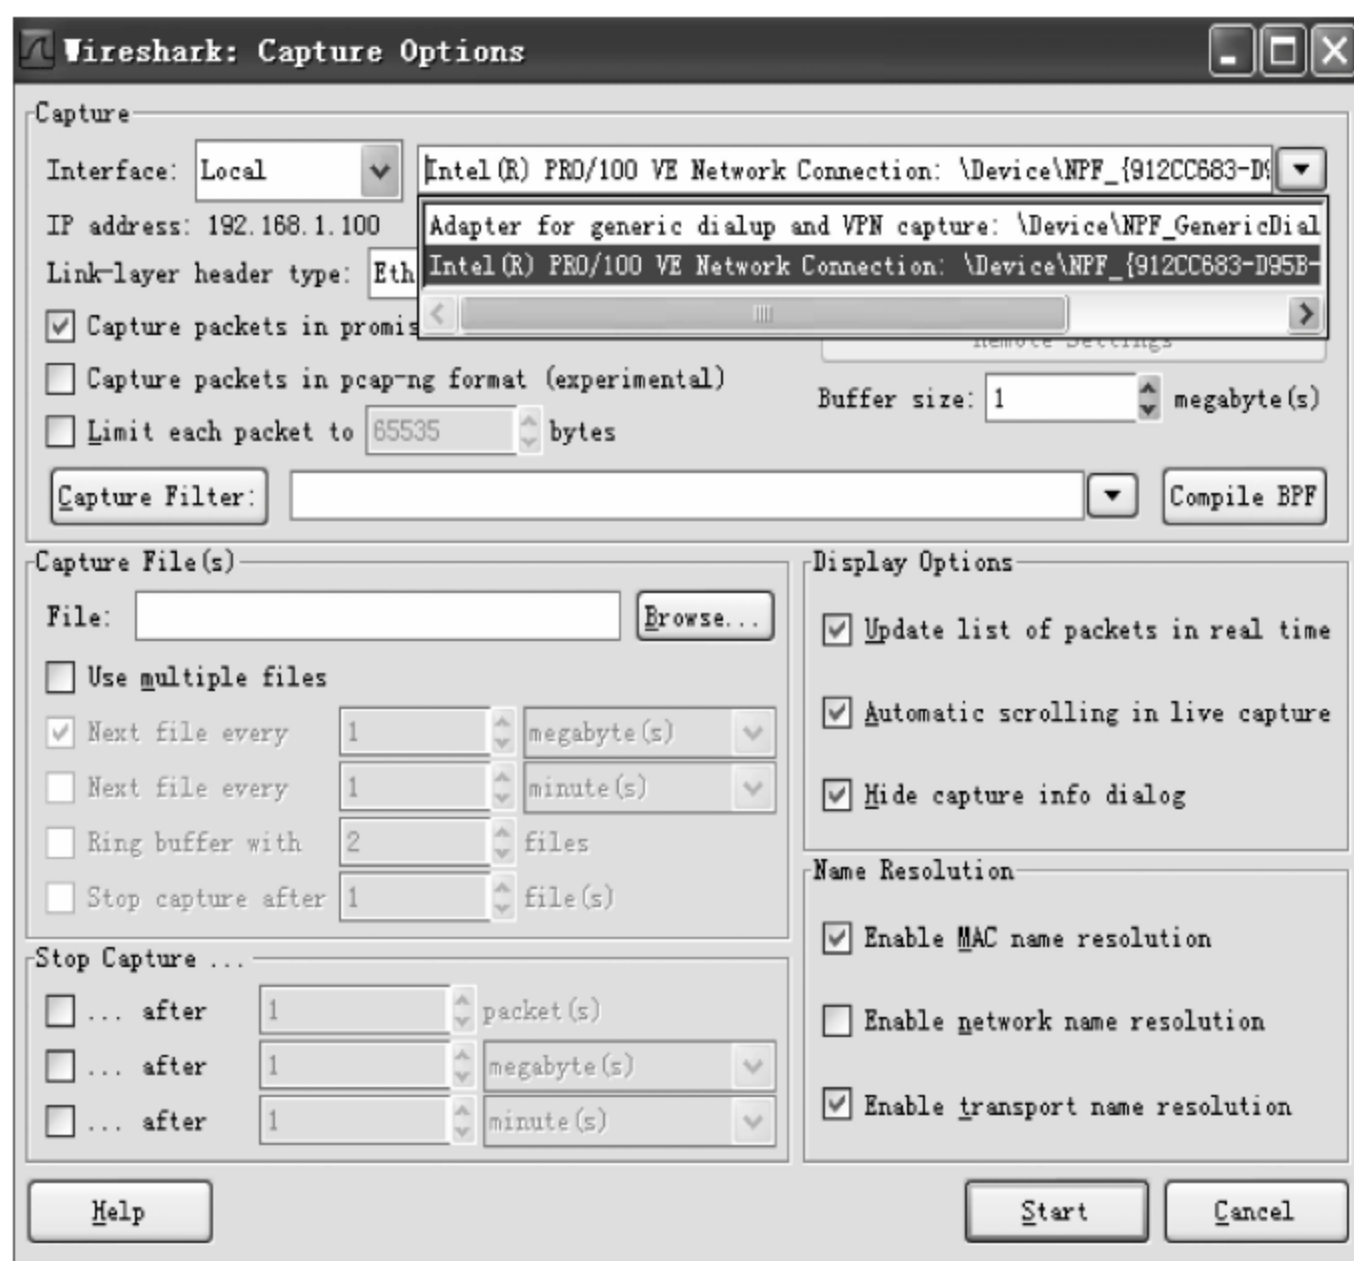 Wireshark: Capture Options
Capture
Interface: Local Intel(R) PRO/100 VE Network Connection: \Device\NPF_{912CC683-D9
IP address: 192.168.1.100
Adapter for generic dialup and VPN capture: \Device\NPF_GenericDial
Link-layer header type: Eth
Intel(R) PRO/100 VE Network Connection: \Device\NPF_{912CC683-D95B-
Capture packets in promis
Remote Settings
Capture packets in pcap-ng format (experimental)
Buffer size: 1 megabyte(s)
Limit each packet to 65535 bytes
Capture Filter: Compile BPF
Capture File(s)
File: Browse...
Use multiple files
Next file every 1 megabyte(s)
Next file every 1 minute(s)
Ring buffer with 2 files
Stop capture after 1 file(s)
Stop Capture ...
... after 1 packet(s)
... after 1 megabyte(s)
... after 1 minute(s)
Display Options
Update list of packets in real time
Automatic scrolling in live capture
Hide capture info dialog
Name Resolution
Enable MAC name resolution
Enable network name resolution
Enable transport name resolution
Help Start Cancel